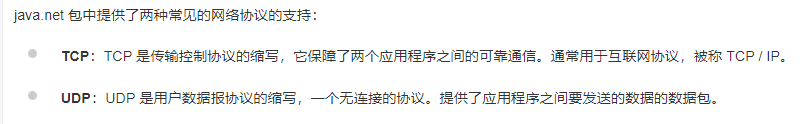 java.net 包中提供了两种常见的网络协议的支持：
TCP：TCP 是传输控制协议的缩写，它保障了两个应用程序之间的可靠通信。通常用于互联网协议，被称 TCP / IP。
UDP：UDP 是用户数据报协议的缩写，一个无连接的协议。提供了应用程序之间要发送的数据的数据包。